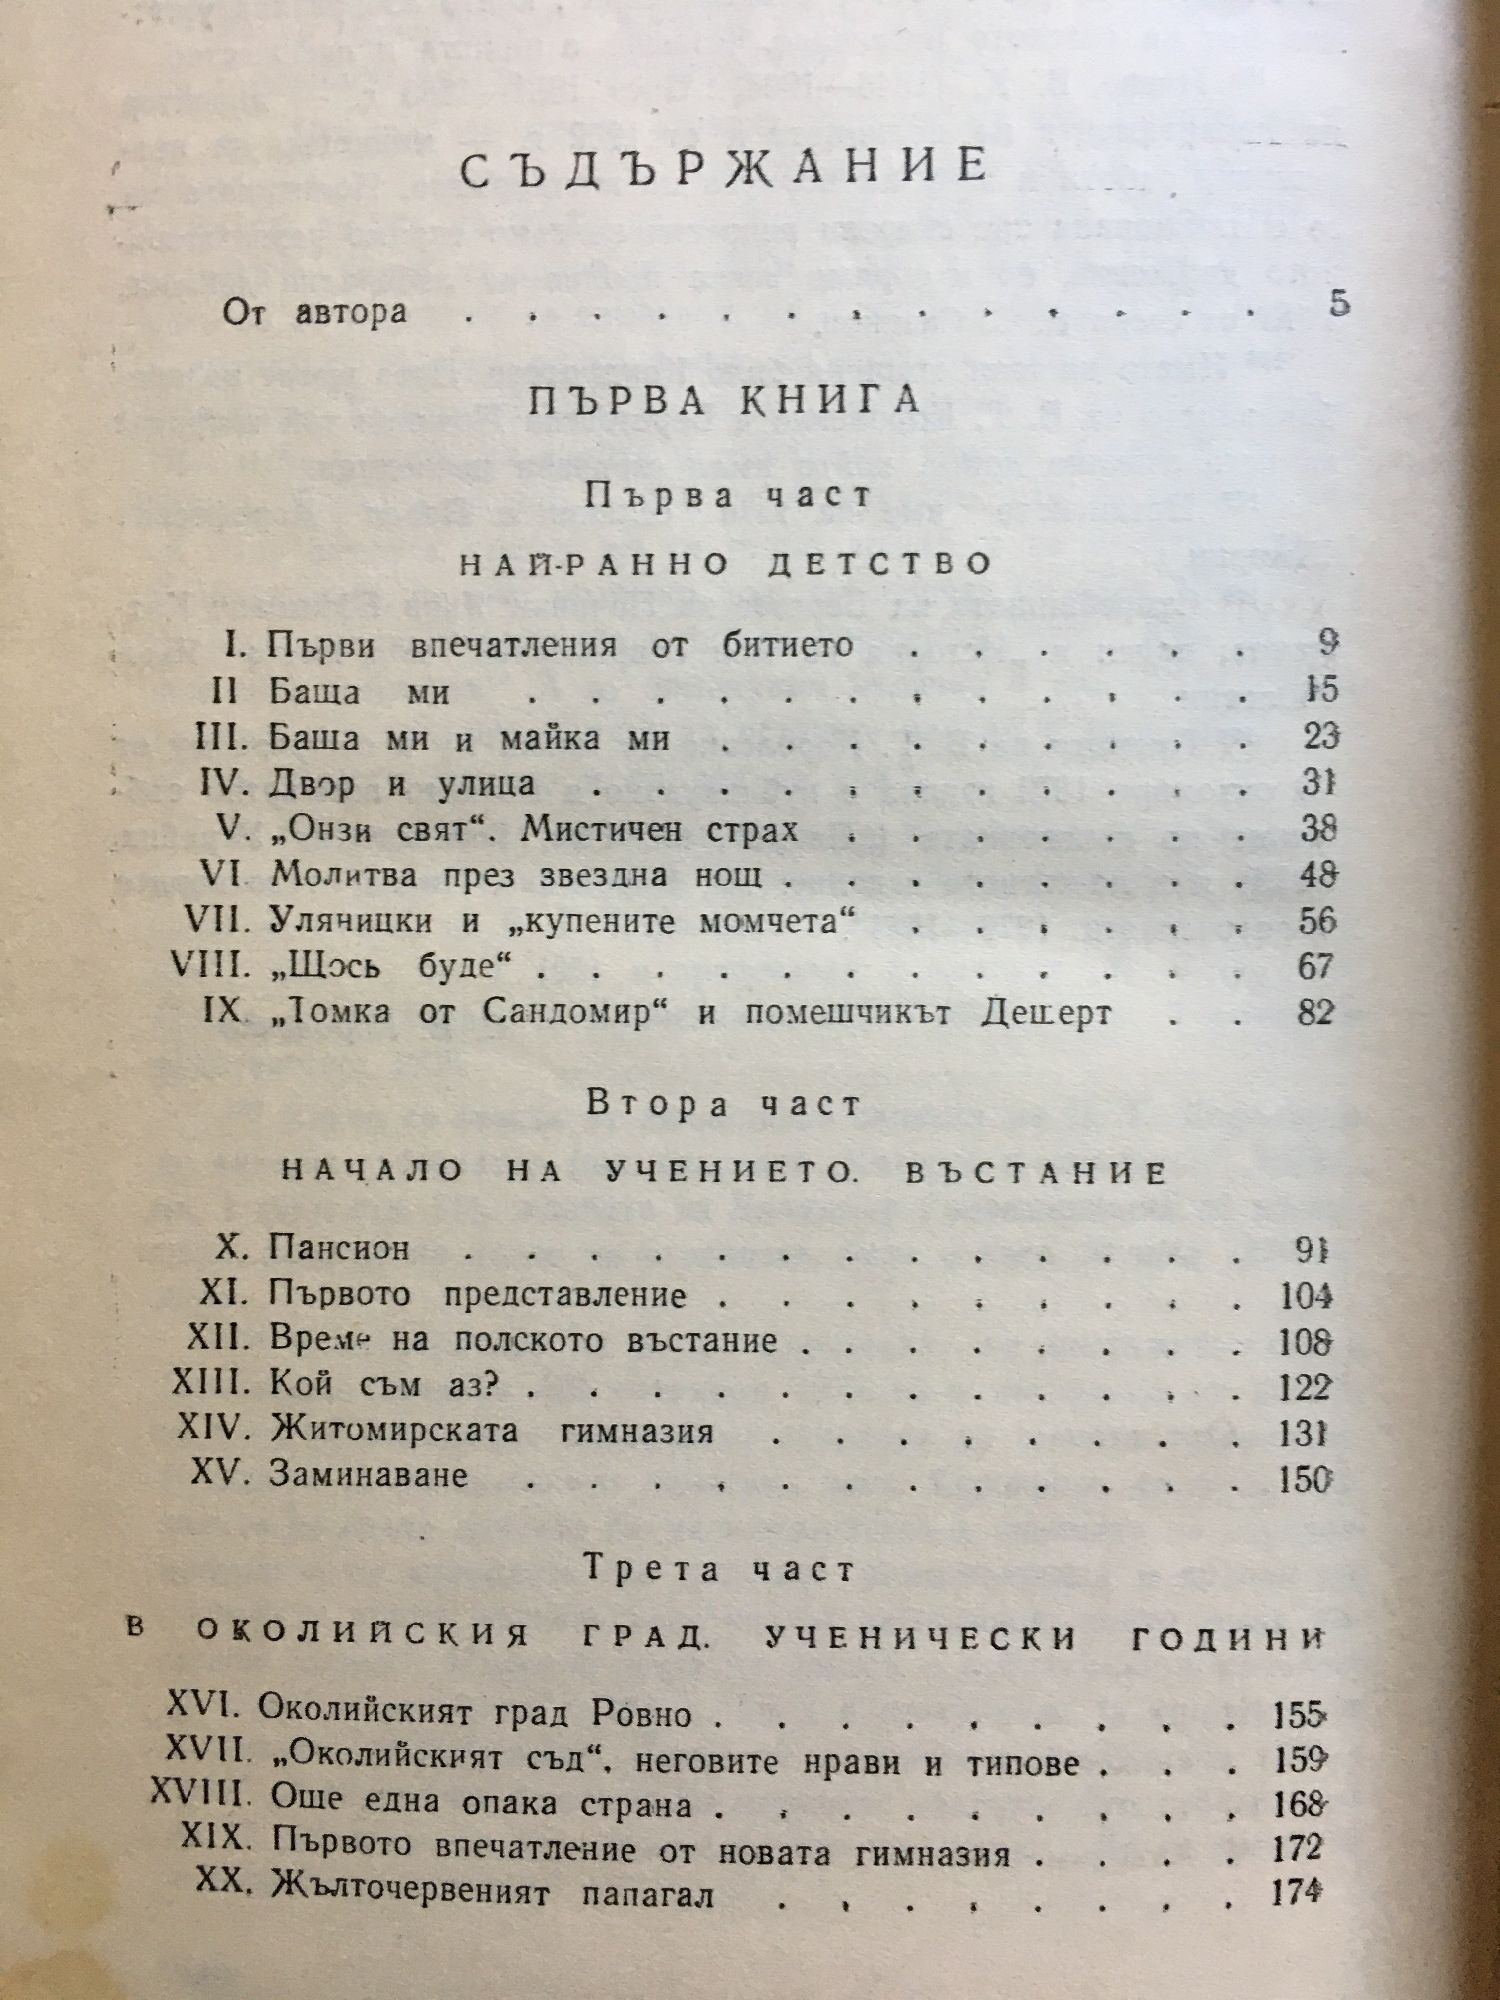 СЪДЪРЖАНИЕ
От автора . . . . . . . . . . . . . 5
ПЪРВА КНИГА
Първа част
НАЙ-РАННО ДЕТСТВО
I. Първи впечатления от битието . . . . . . 9
II Баща ми . . . . . . . . . . . . 15
III. Баща ми и майка ми . . . . . . . . . 23
IV. Двор и улица . . . . . . . . . . . 31
V. „Онзи свят“. Мистичен страх . . . . . . . 38
VI. Молитва през звездна нощ . . . . . . . . 48
VII. Уляницки и „купените момчета“ . . . . . . 56
VIII. „Щось буде“ . . . . . . . . . . . . 67
IX. „Томка от Сандомир“ и помешчикът Дешерт . . 82
Втора част
НАЧАЛО НА УЧЕНИЕТО. ВЪСТАНИЕ
X. Пансион . . . . . . . . . . . . . 91
XI. Първото представление . . . . . . . . . 104
XII. Време на полското въстание . . . . . . . . 108
XIII. Кой съм аз? . . . . . . . . . . . . 122
XIV. Житомирската гимназия . . . . . . . . 131
XV. Заминаване . . . . . . . . . . . . 150
Трета част
В ОКОЛИЙСКИЯ ГРАД. УЧЕНИЧЕСКИ ГОДИНИ
XVI. Околийският град Ровно . . . . . . . . . 155
XVII. „Околийският съд“, неговите нрави и типове . . . 159
XVIII. Още една опака страна . . . . . . . . . 168
XIX. Първото впечатление от новата гимназия . . . . 172
XX. Жълточервеният папагал . . . . . . . . 174